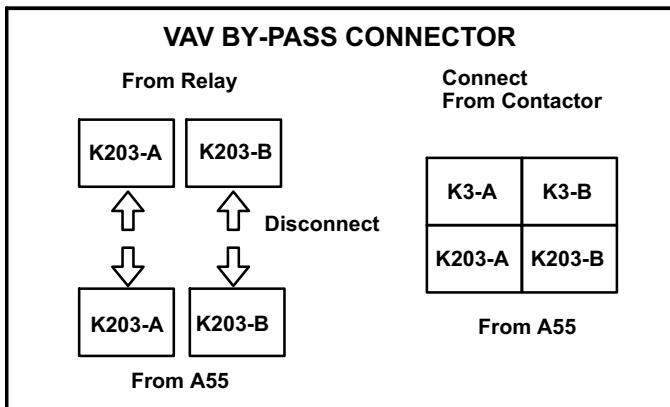 VAV BY-PASS CONNECTOR
From Relay
K203-A K203-B
Disconnect
K203-A K203-B
From A55
Connect
From Contactor
K3-A K3-B
K203-A K203-B
From A55